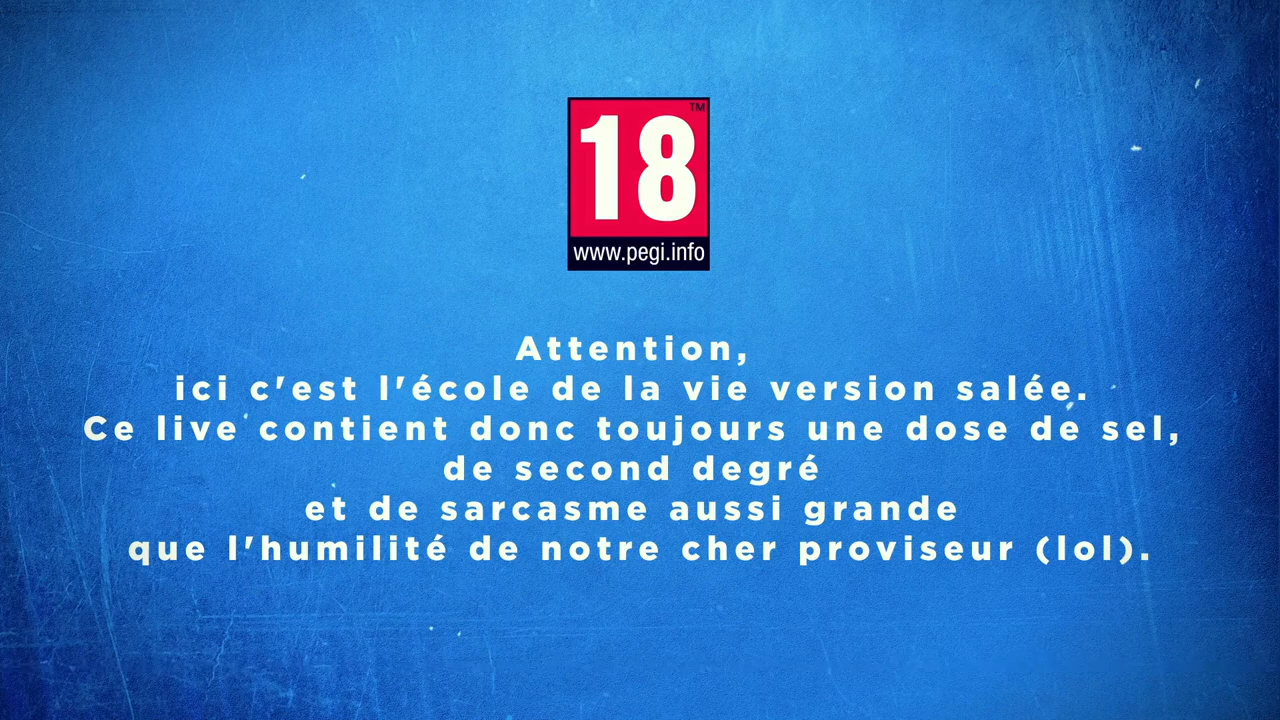 TM
18
www.pegi.info
Attention,
ici c'est l'école de la vie version salée.
Ce live contient donc toujours une dose de sel,
de second degré
et de sarcasme aussi grande
que l'humilité de notre cher proviseur (lol).